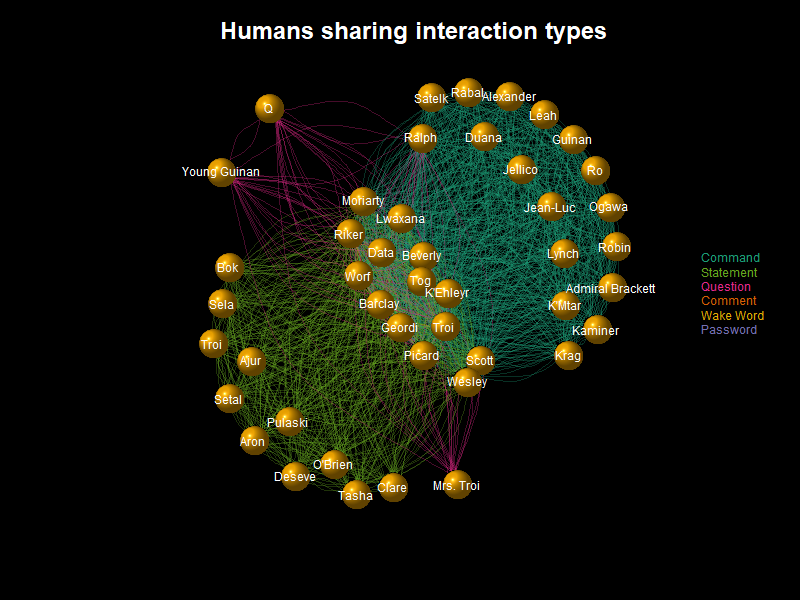 Humans sharing interaction types
Q
Satelk
Rabal
Alexander
Leah
Ralph
Duana
Guinan
Young Guinan
Jellico
Ro
Moriarty
Lwaxana
Jean-Luc
Ogawa
Riker
Data
Beverly
Lynch
Robin
Bok
Worf
Tog
K'Ehleyr
Admiral Brackett
Sela
Barclay
K'Mtar
Geordi
Troi
Kaminer
Troi
Ajur
Picard
Scott
Krag
Wesley
Setal
Pulaski
Aron
O'Brien
Deseve
Tasha
Clare
Mrs. Troi
Command
Statement
Question
Comment
Wake Word
Password